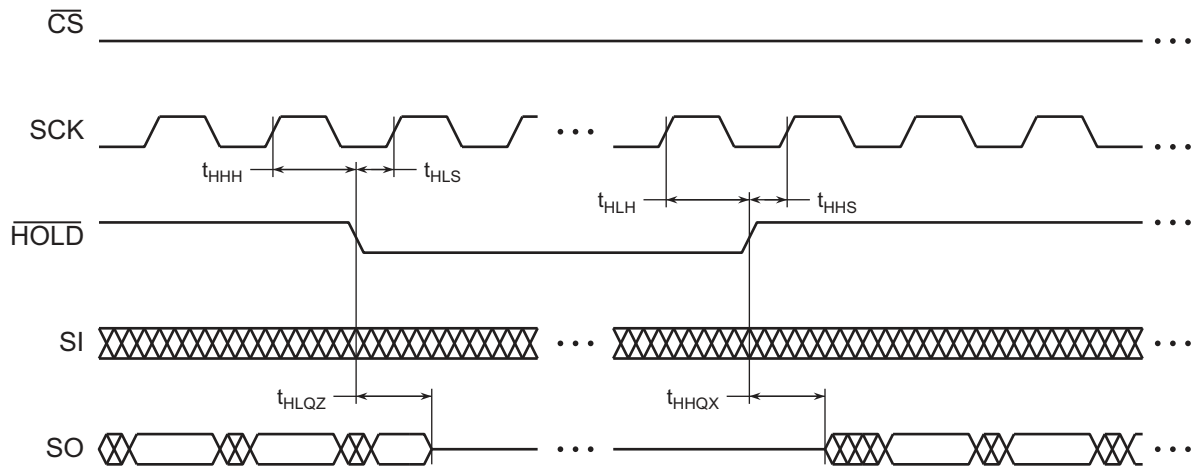 CS
SCK
tHHH tHLS
tHLH tHHS
HOLD
SI
tHLQZ tHHQX
SO